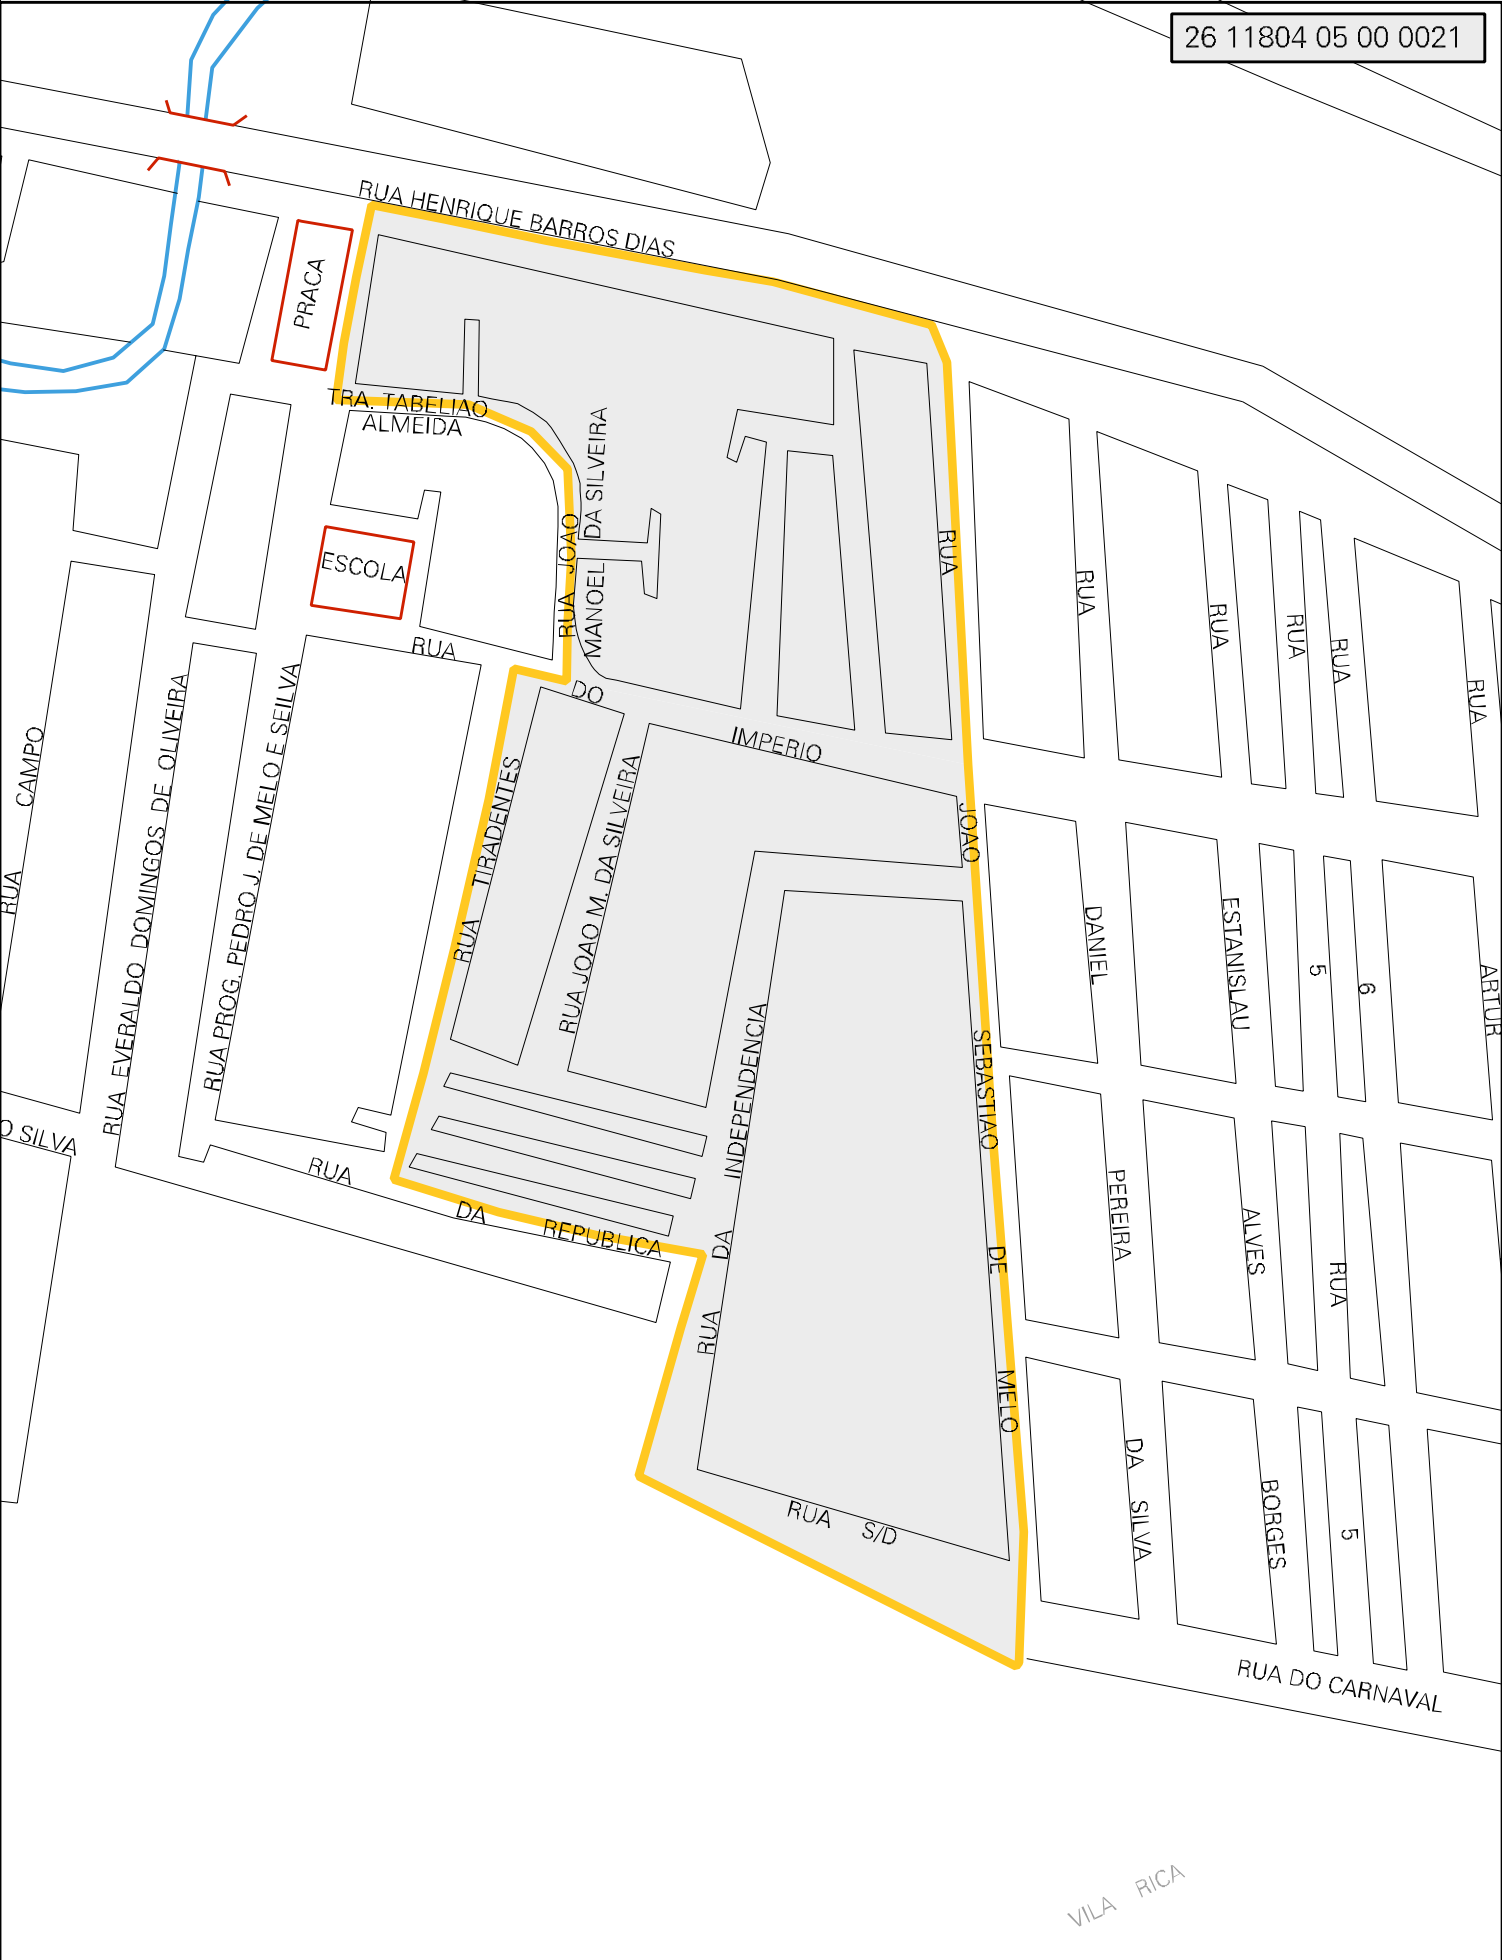 26 11804 05 00 0021
RUA HENRIQUE BARROS DIAS
PRACA
TRA. TABELIAO
ALMEIDA
RUA JOAO
MANOEL DA SILVEIRA
ESCOLA
RUA DO IMPERIO
RUA TIRADENTES
RUA JOAO M. DA SILVEIRA
RUA CAMPO
RUA EVERALDO DOMINGOS DE OLIVEIRA
RUA PROG. PEDRO J. DE MELO E SEILVA
O SILVA
RUA DA REPUBLICA
RUA DA INDEPENDENCIA
RUA S/D
RUA JOAO SEBASTIAO DE MELO
RUA DANIEL PEREIRA DA SILVA
RUA ESTANISLAU ALVES BORGES
RUA 5
RUA 6
RUA 5
RUA ARTUR
RUA DO CARNAVAL
VILA RICA